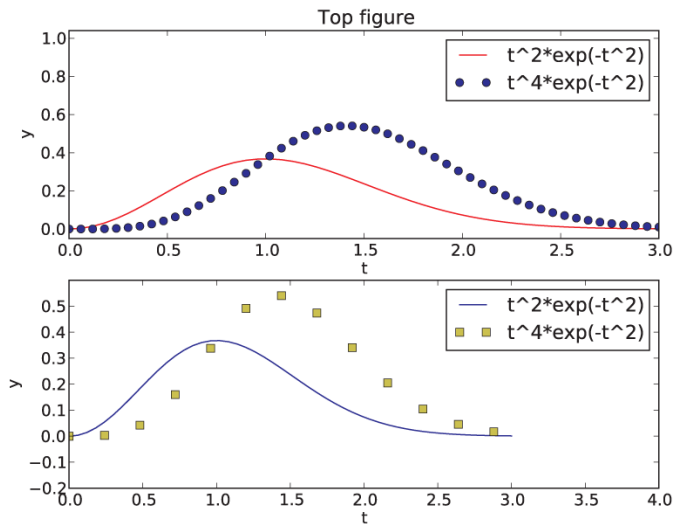 Top figure
1.0
0.8
0.6
0.4
0.2
0.0
y
t^2*exp(-t^2)
t^4*exp(-t^2)
0.0 0.5 1.0 1.5 2.0 2.5 3.0
t
0.5
0.4
0.3
0.2
0.1
0.0
−0.1
−0.2
y
t^2*exp(-t^2)
t^4*exp(-t^2)
0.0 0.5 1.0 1.5 2.0 2.5 3.0 3.5 4.0
t